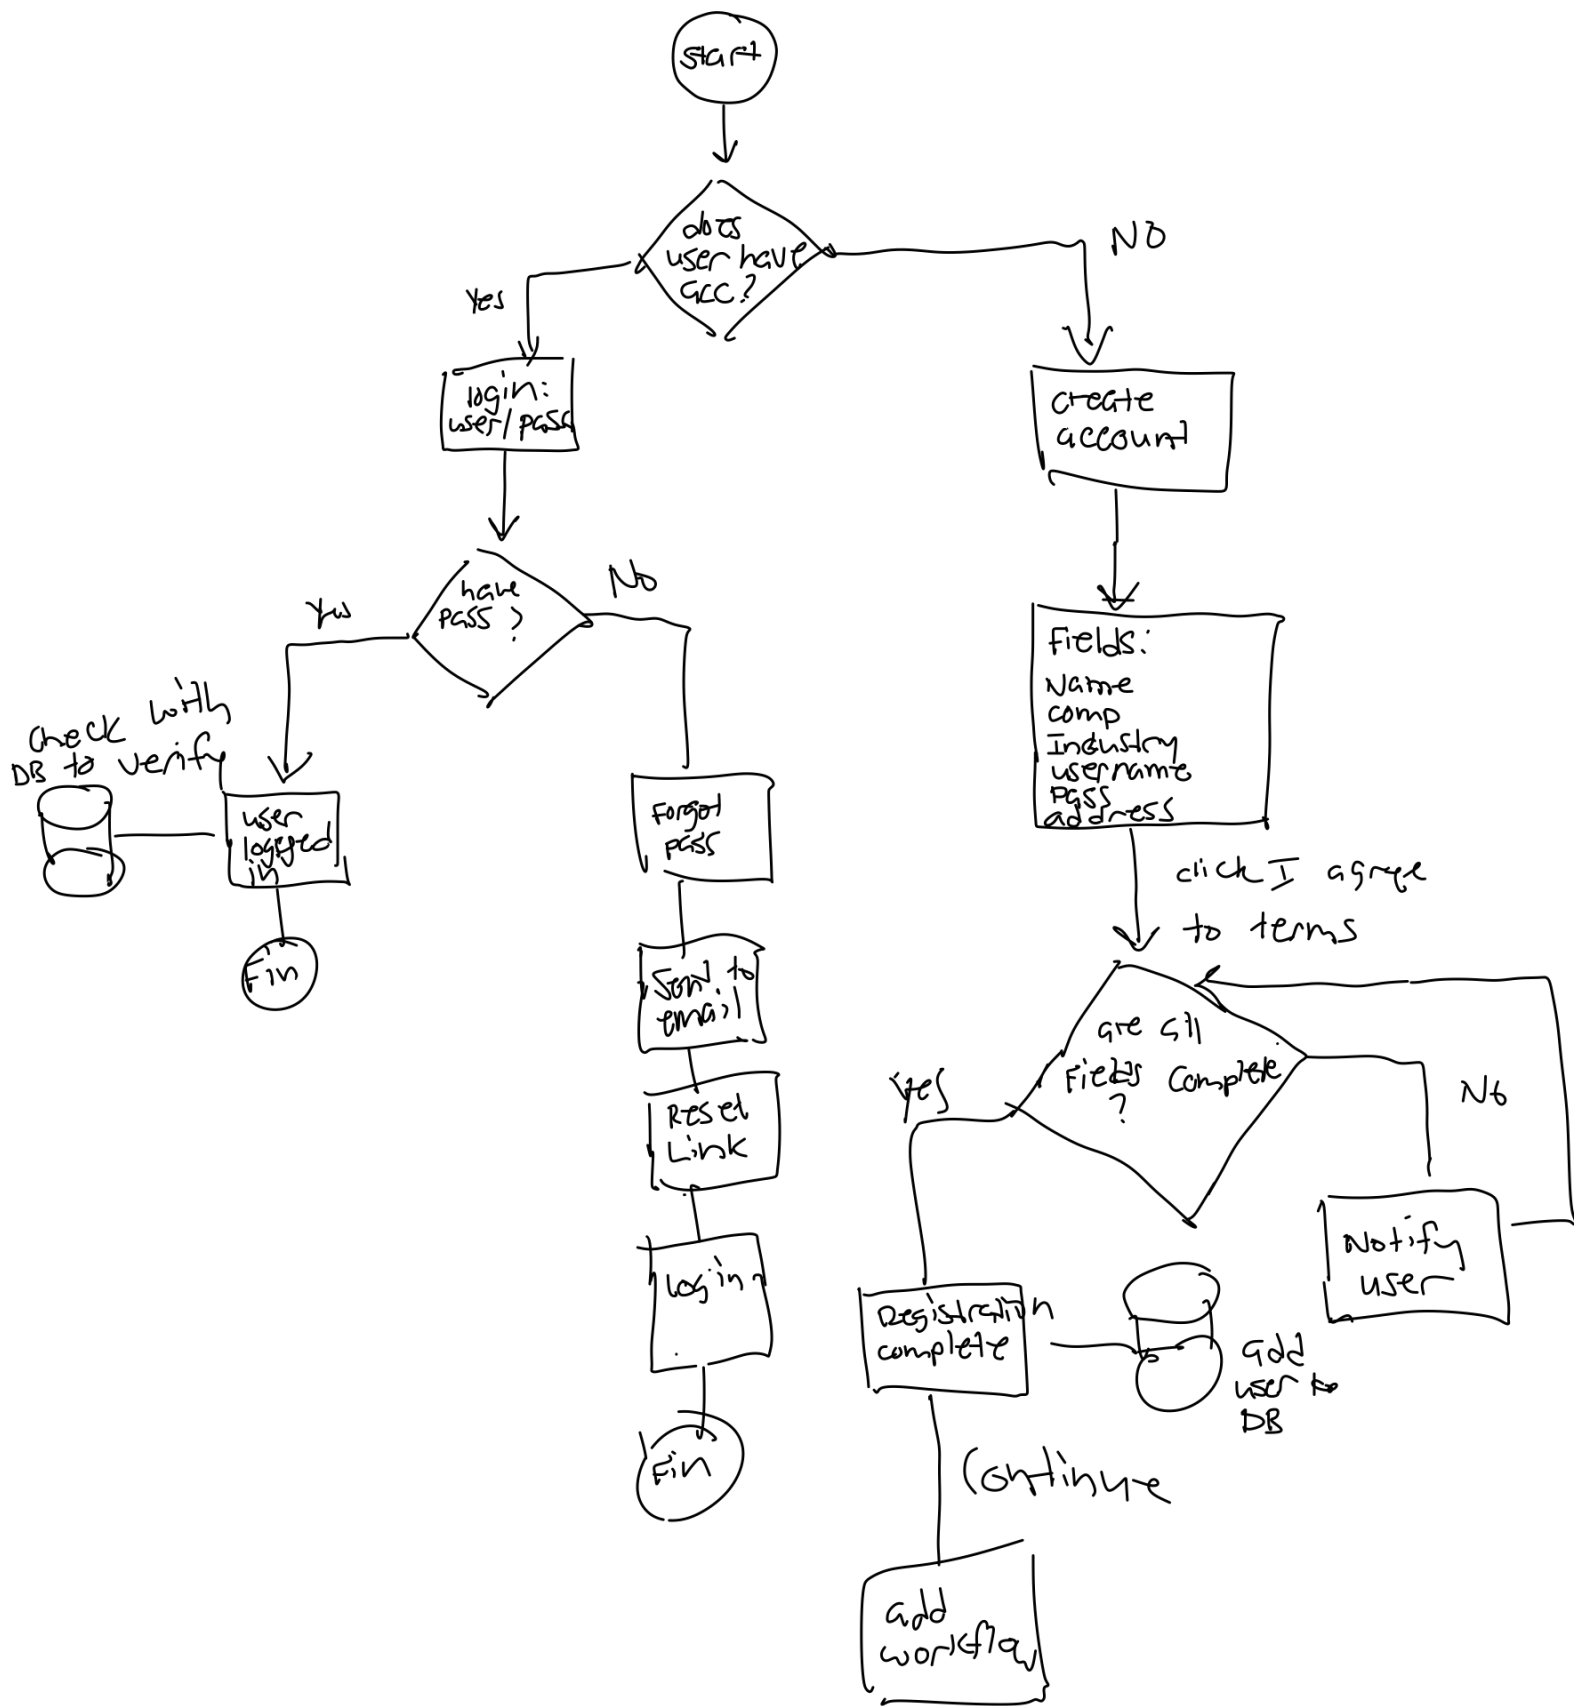 start
does
user have
acc?
NO
Yes
login:
user/pass
create
account
have
pass?
No
Yes
Fields:
Name
comp
Industry
username
pass
address
check with
DB to verify
user
logged
in
Fin
Forgot
pass
Send to
email
Reset
Link
Login
Fin
click I agree
to terms
are all
Fields complete
?
Yes
No
Notify
user
Registration
complete
add
user to
DB
Continue
add
workflow